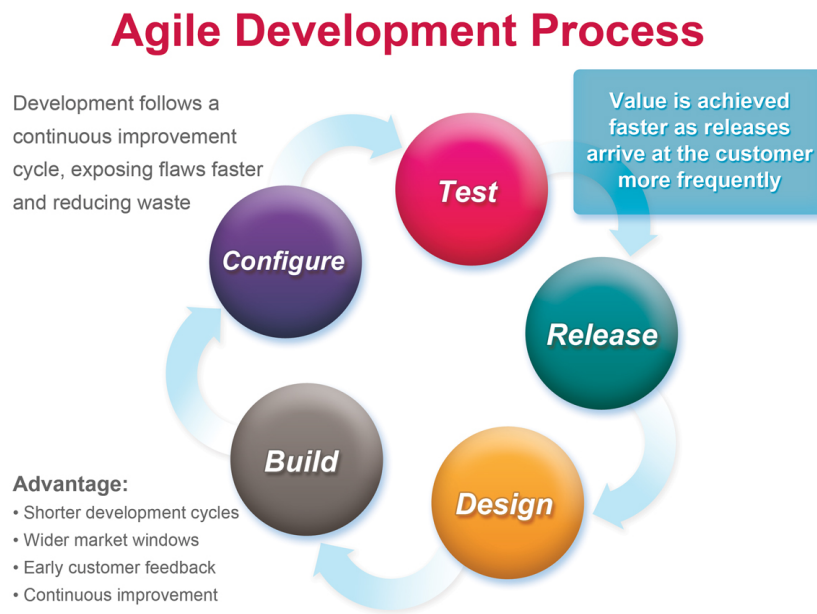 Agile Development Process
Development follows a
continuous improvement
cycle, exposing flaws faster
and reducing waste
Value is achieved
faster as releases
arrive at the customer
more frequently
Test
Configure
Release
Build
Design
Advantage:
• Shorter development cycles
• Wider market windows
• Early customer feedback
• Continuous improvement